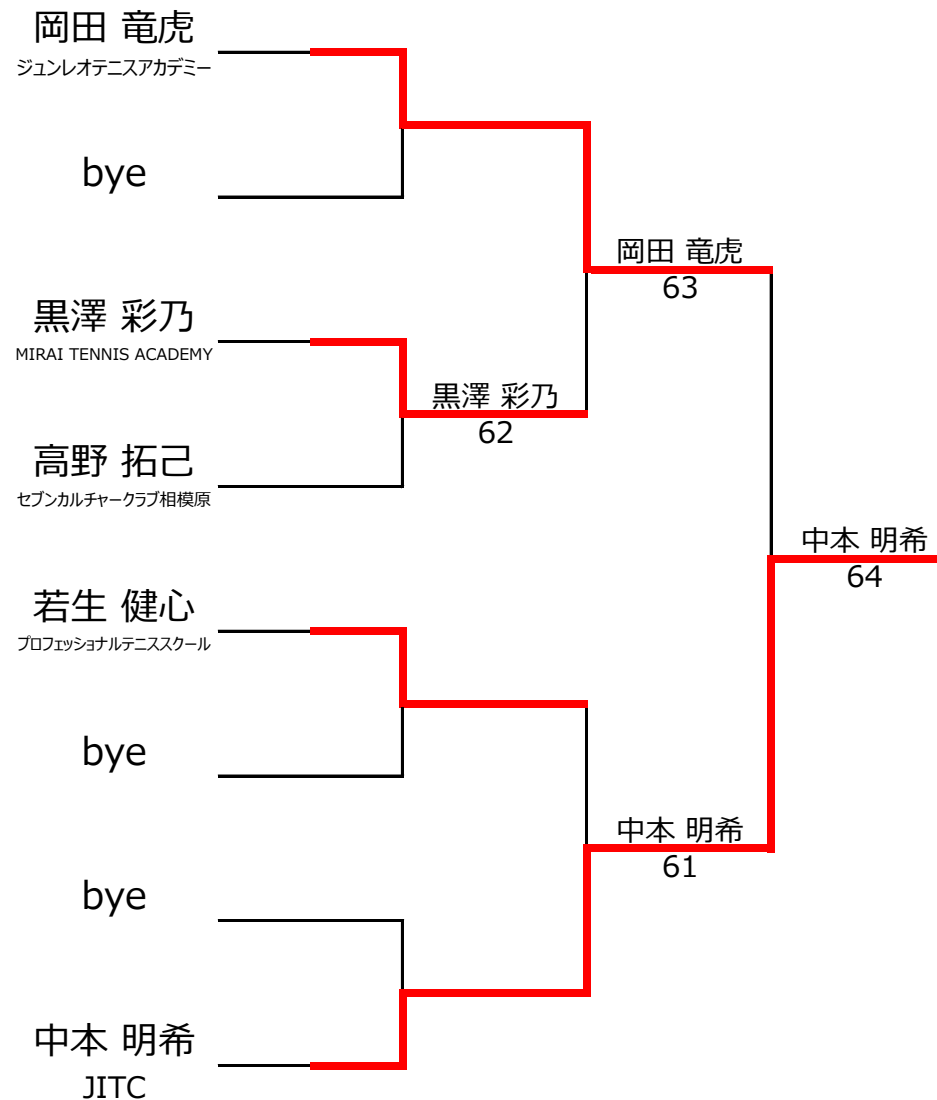 岡田 竜虎
ジュンレオテニスアカデミー
bye
岡田 竜虎
63
黒澤 彩乃
MIRAI TENNIS ACADEMY
黒澤 彩乃
62
高野 拓己
セブンカルチャークラブ相模原
中本 明希
64
若生 健心
プロフェッショナルテニススクール
bye
中本 明希
61
bye
中本 明希
JITC